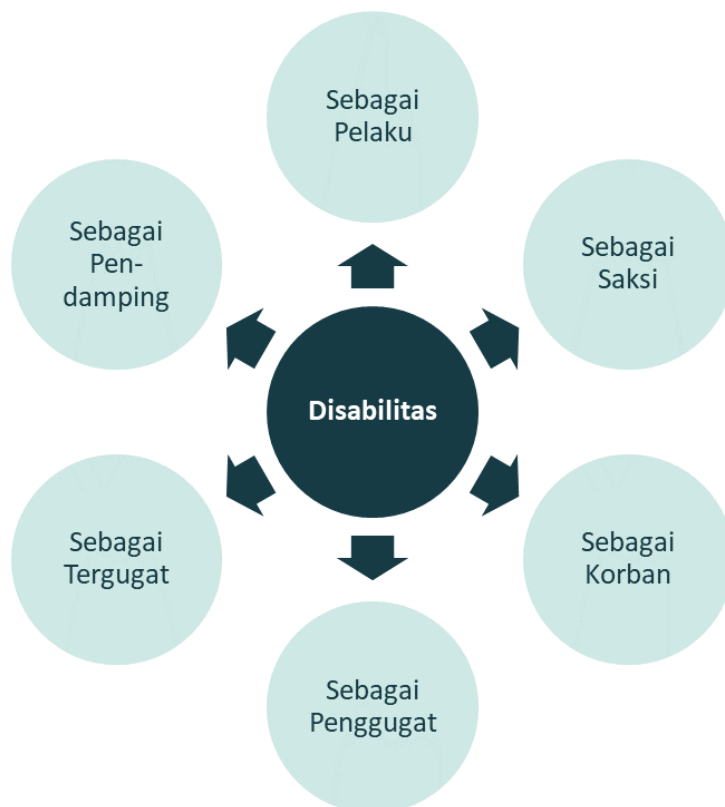 Sebagai
Pelaku
Sebagai
Pen-
damping
Sebagai
Saksi
Disabilitas
Sebagai
Tergugat
Sebagai
Korban
Sebagai
Penggugat